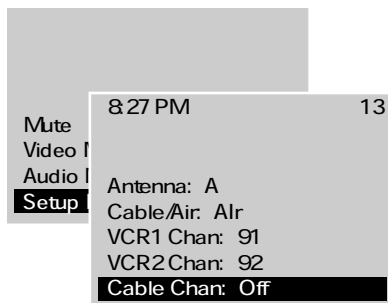 Mute
Video
Audio
Setup
8:27 PM 13
Antenna: A
Cable/Air: AIr
VCR1 Chan: 91
VCR2 Chan: 92
Cable Chan: Off